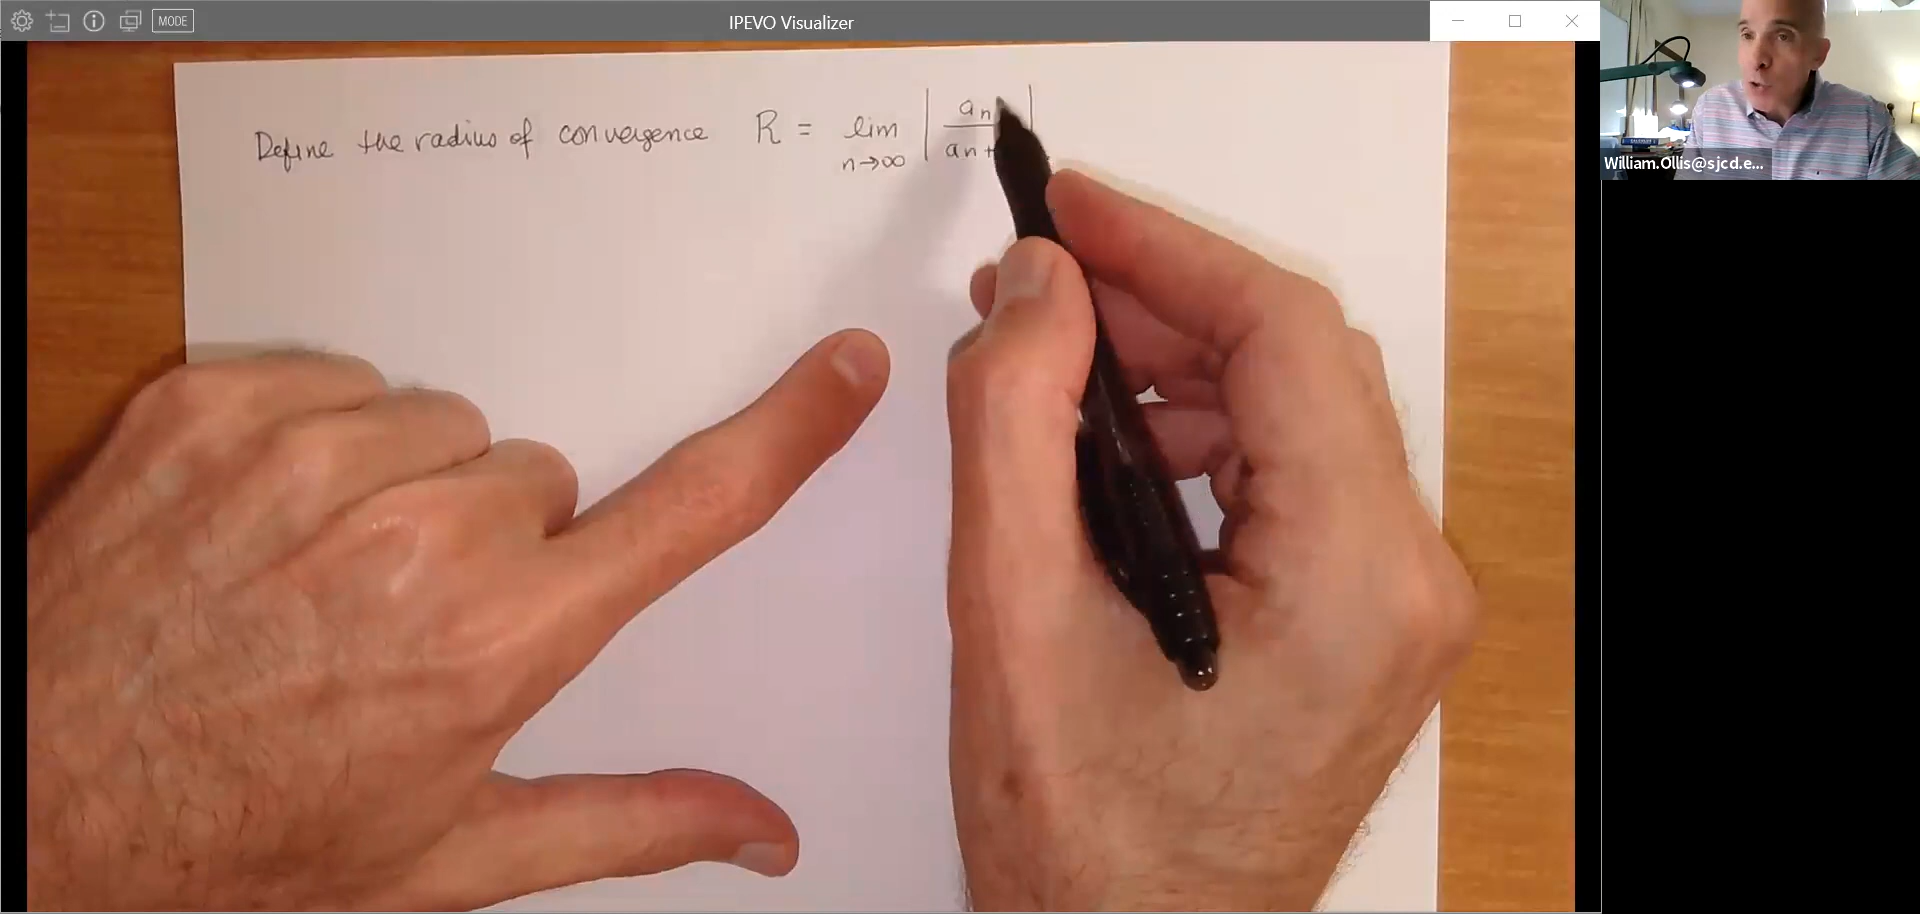 MODE
IPEVO Visualizer
William.Ollis@sjcd.e...
Define the radius of convergence R = lim | an / an+ |
n→∞